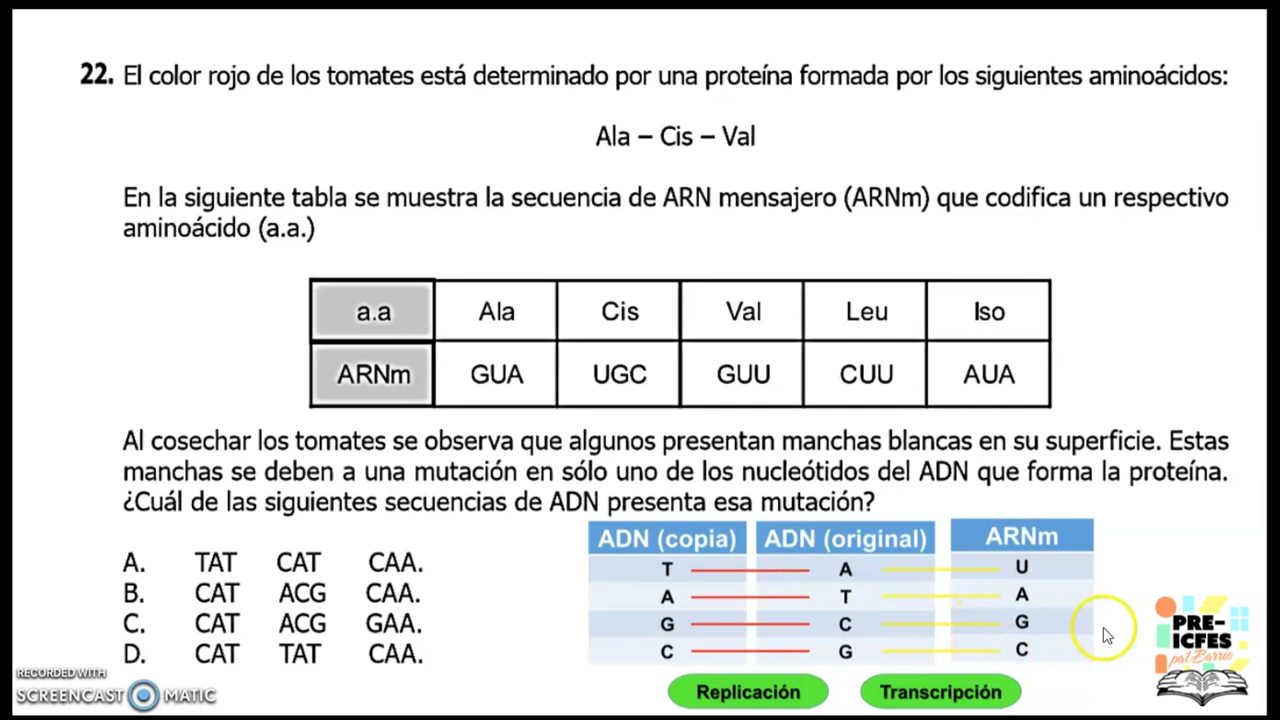 22. El color rojo de los tomates está determinado por una proteína formada por los siguientes aminoácidos:
Ala – Cis – Val
En la siguiente tabla se muestra la secuencia de ARN mensajero (ARNm) que codifica un respectivo
aminoácido (a.a.)
a.a Ala Cis Val Leu Iso
ARNm GUA UGC GUU CUU AUA
Al cosechar los tomates se observa que algunos presentan manchas blancas en su superficie. Estas
manchas se deben a una mutación en sólo uno de los nucleótidos del ADN que forma la proteína.
¿Cuál de las siguientes secuencias de ADN presenta esa mutación?
A. TAT CAT CAA.
B. CAT ACG CAA.
C. CAT ACG GAA.
D. CAT TAT CAA.
ADN (copia) ADN (original) ARNm
T A U
A T A
G C G
C G C
Replicación Transcripción
PRE-
ICFES
pal Barrio
RECORDED WITH
SCREENCAST MATIC